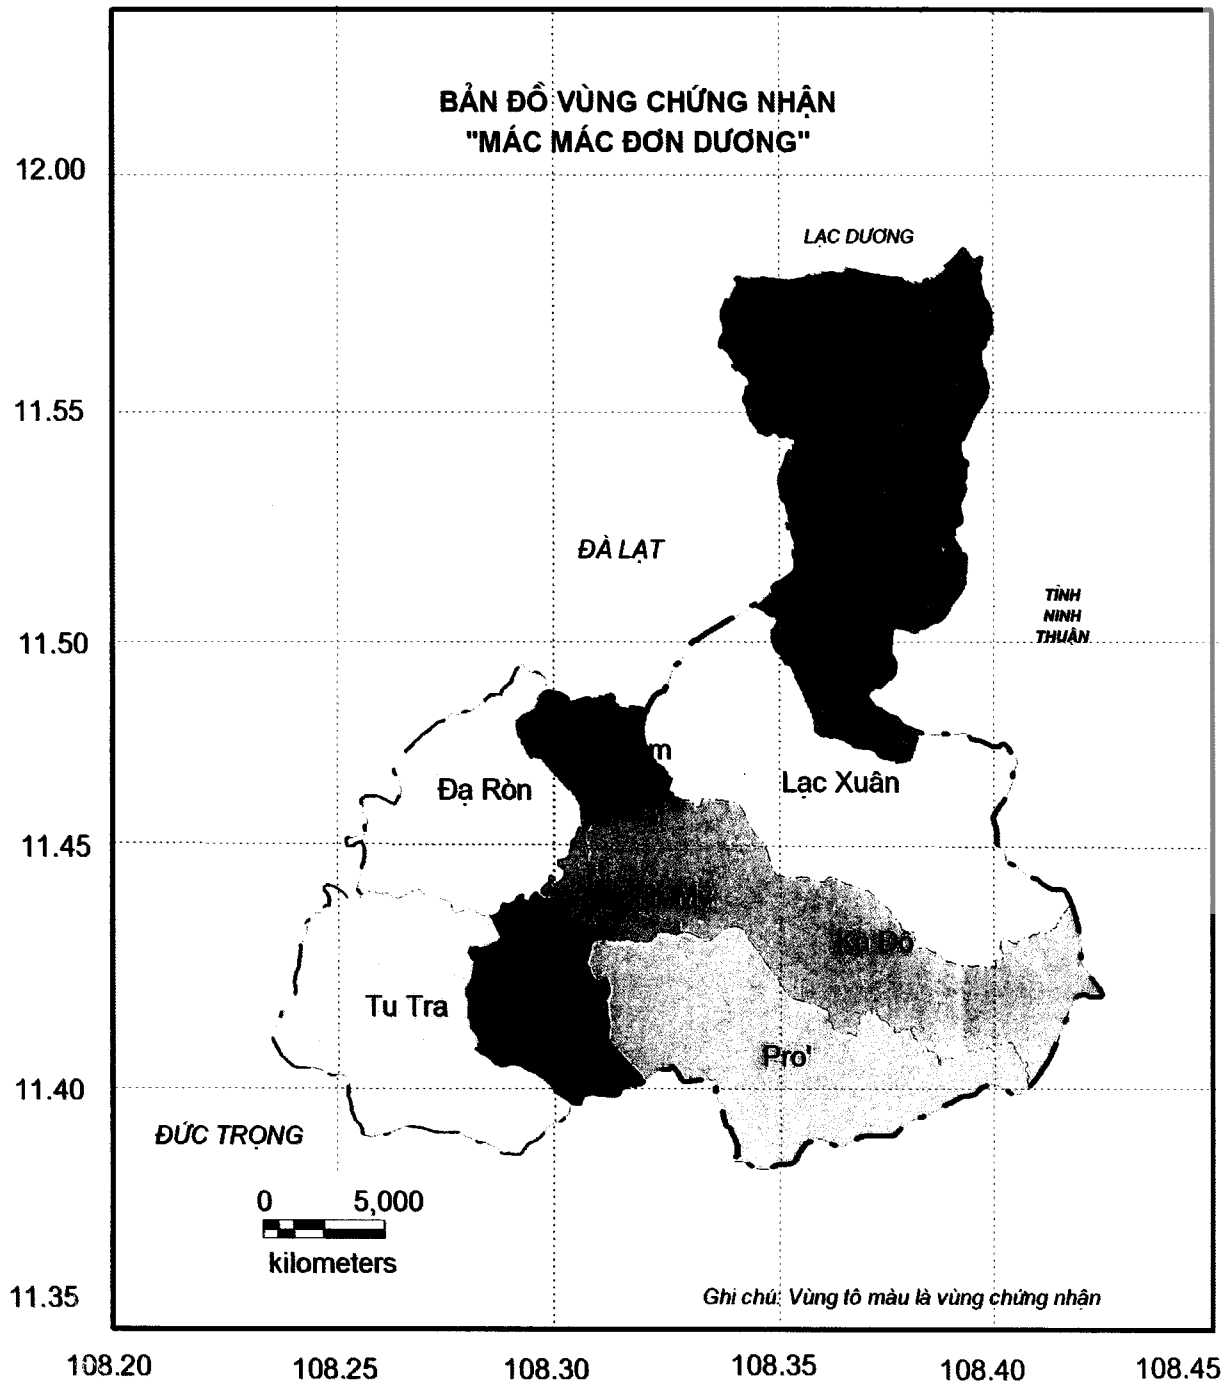 BẢN ĐỒ VÙNG CHỨNG NHẬN
"MÁC MÁC ĐƠN DƯƠNG"
12.00
LẠC DƯƠNG
11.55
ĐÀ LẠT
TỈNH
NINH
THUẬN
11.50
m
Đạ Ròn
Lạc Xuân
11.45
Ka Đô
Tu Tra
Pro'
11.40
ĐỨC TRỌNG
0 5,000
kilometers
11.35
Ghi chú: Vùng tô màu là vùng chứng nhận
108.20 108.25 108.30 108.35 108.40 108.45